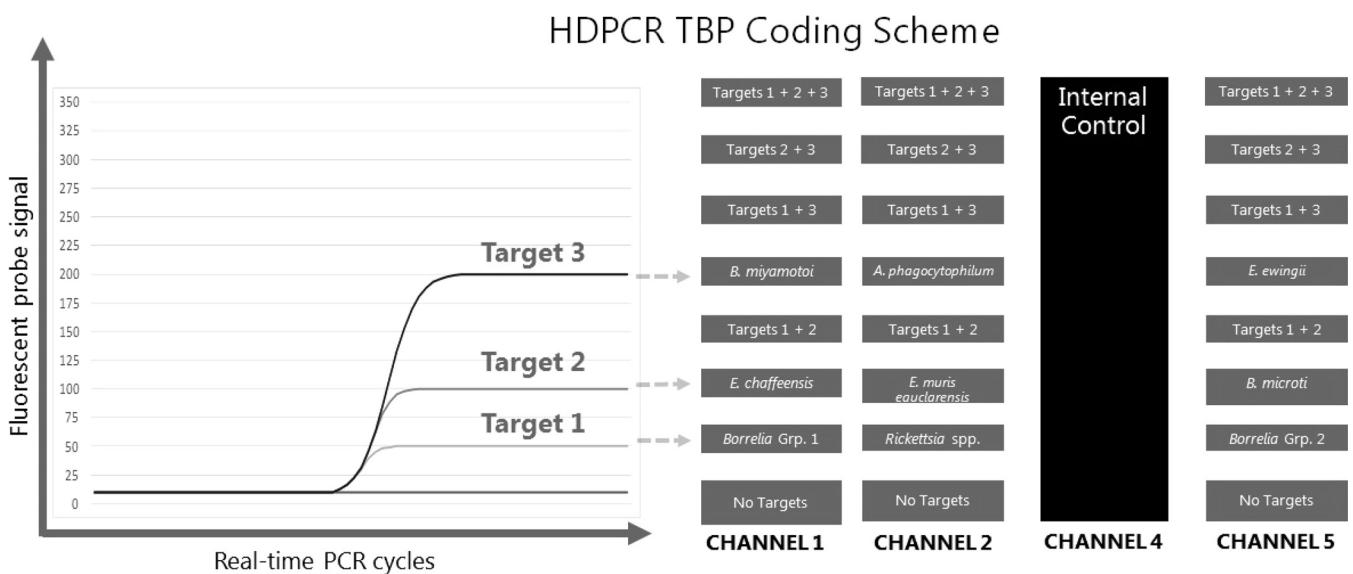 HDPCR TBP Coding Scheme
Fluorescent probe signal
350
325
300
275
250
225
200
175
150
125
100
75
50
25
0
Target 3
Target 2
Target 1
Real-time PCR cycles
Targets 1 + 2 + 3
Targets 2 + 3
Targets 1 + 3
B. miyamotoi
Targets 1 + 2
E. chaffeensis
Borrelia Grp. 1
No Targets
CHANNEL 1
Targets 1 + 2 + 3
Targets 2 + 3
Targets 1 + 3
A. phagocytophilum
Targets 1 + 2
E. muris
eauclarensis
Rickettsia spp.
No Targets
CHANNEL 2
Internal
Control
CHANNEL 4
Targets 1 + 2 + 3
Targets 2 + 3
Targets 1 + 3
E. ewingii
Targets 1 + 2
B. microti
Borrelia Grp. 2
No Targets
CHANNEL 5